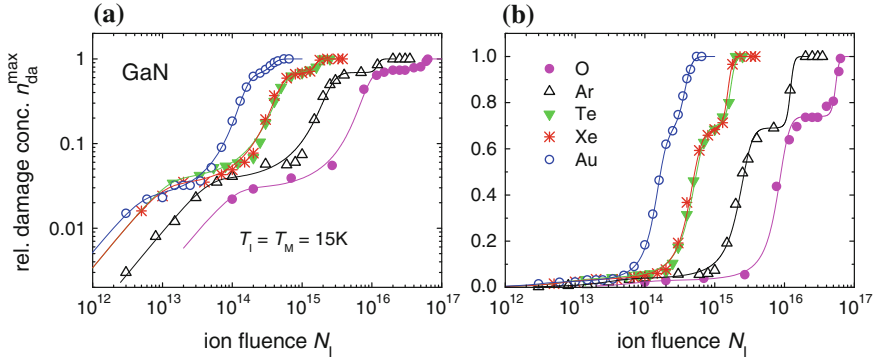 (a)
(b)
rel. damage conc. n_da^max
1
0.1
0.01
GaN
T_I = T_M = 15K
10^12 10^13 10^14 10^15 10^16 10^17
ion fluence N_I
1.0
0.8
0.6
0.4
0.2
0.0
O
Ar
Te
Xe
Au
10^12 10^13 10^14 10^15 10^16 10^17
ion fluence N_I